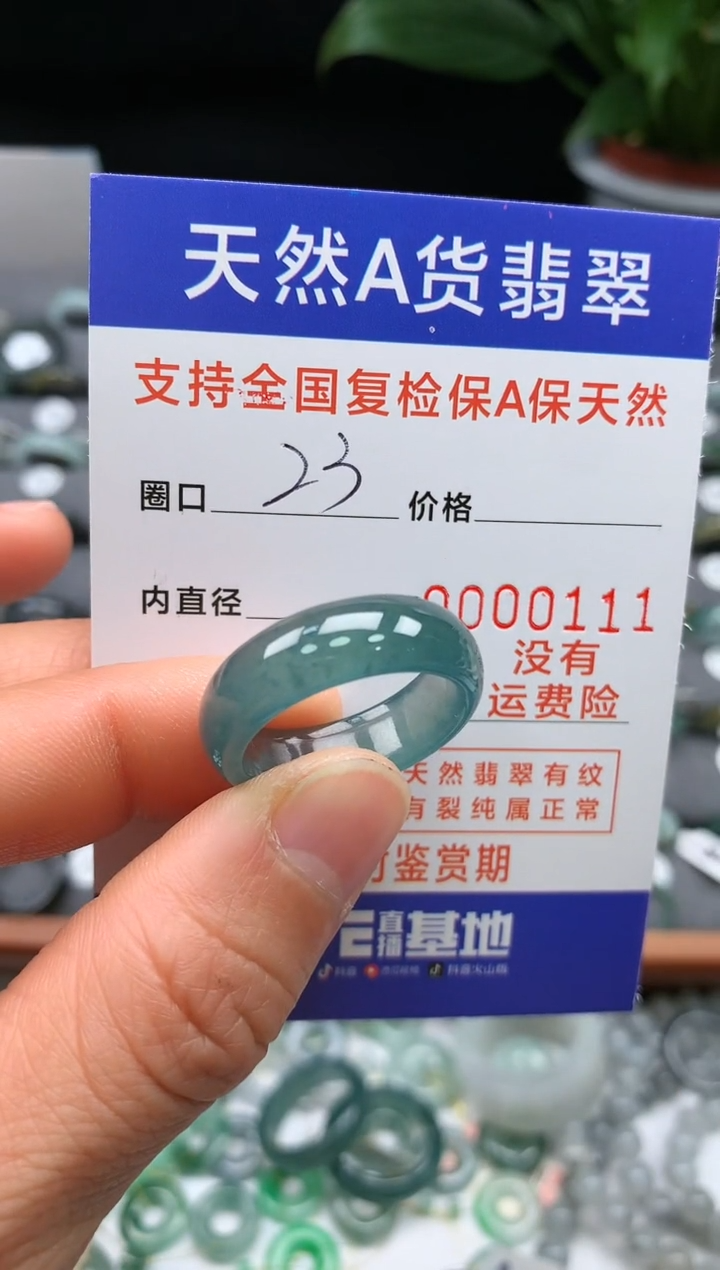 天然A货翡翠
支持全国复检保A保天然
圈口 23 价格
内直径 0000111
没有
运费险
天然翡翠有纹
有裂纯属正常
鉴赏期
E直播基地
抖音 抖音火山版